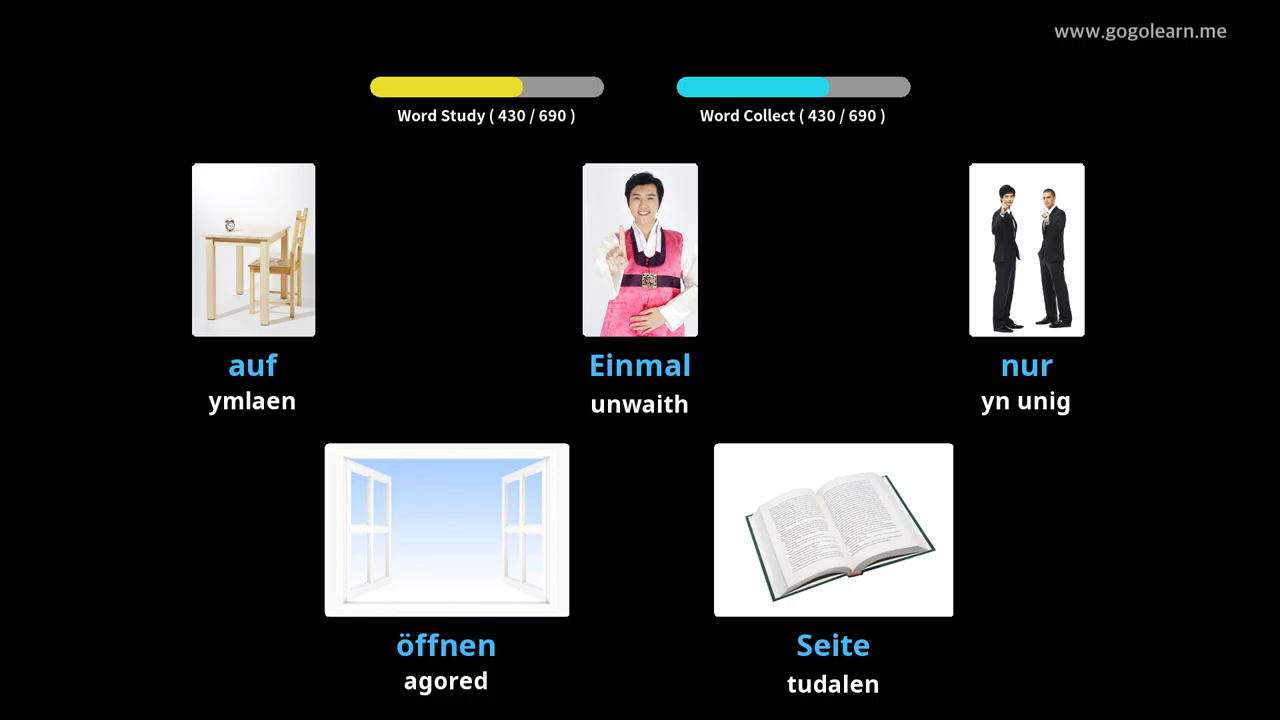 www.gogolearn.me
Word Study ( 430 / 690 )
Word Collect ( 430 / 690 )
auf
ymlaen
Einmal
unwaith
nur
yn unig
öffnen
agored
Seite
tudalen